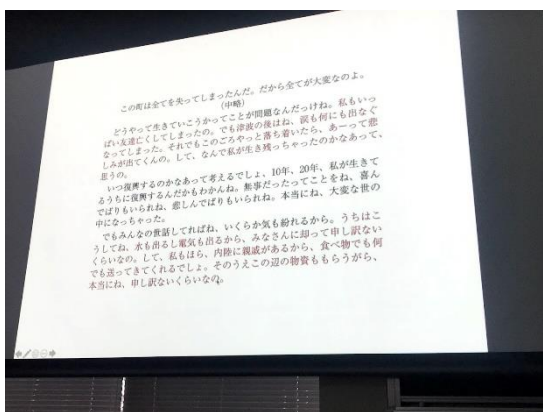 この町は全てを失ってしまったんだ。だから全てが大変なのよ。
(中略)
どうやって生きていこうかってことが問題なんだっけね。私もいっ
ぱい友達亡くしてしまったの。でも津波の後はね、涙も何にも出なぐ
なってしまった。それでもこのごろやっと落ち着いたら、あーって悲
しみが出てくんの。して、なんで私が生き残っちゃったのかなあって、
思うの。
いつ復興するのかなあって考えるでしょ、10年、20年、私が生きて
るうちに復興するんだかもわかんね。無事だったってことをね、喜ん
でばりもいられね、悲しんでばりもいられね。本当にね、大変な世の
中になっちゃった。
でもみんなの世話してればね、いくらか気も紛れるから。うちはこ
うしてね、水も出るし電気も出るから、みなさんに却って申し訳ない
くらいなの。して、私もほら、内陸に親戚があるから、食べ物でも何
でも送ってきてくれるでしょ。そのうえこの辺の物資ももらうがら、
本当にね、申し訳ないくらいなの。